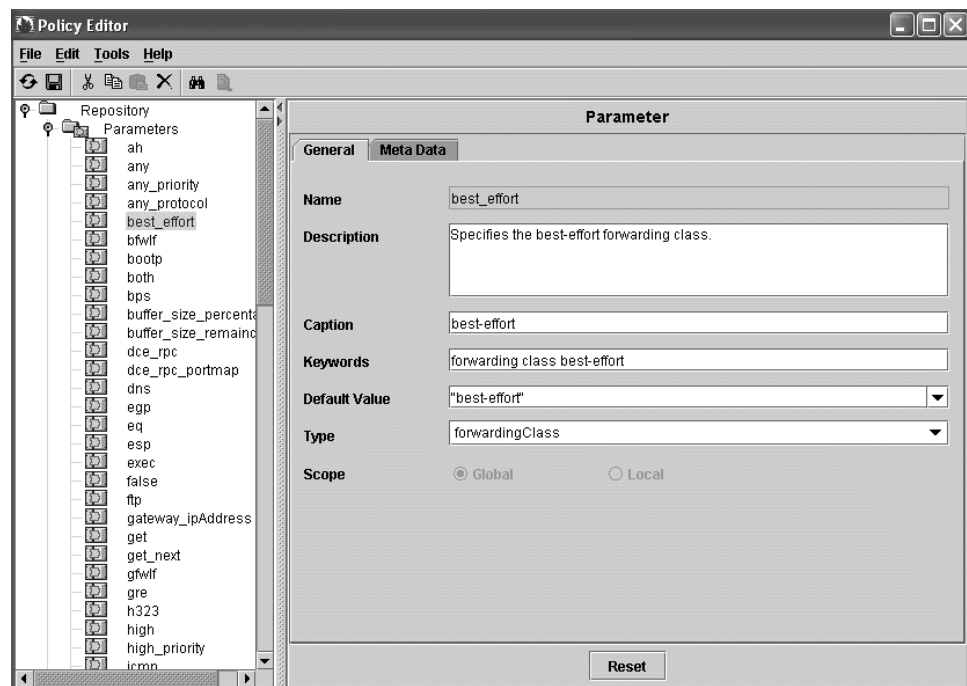 Policy Editor
File Edit Tools Help
Repository
Parameters
ah
any
any_priority
any_protocol
best_effort
bfwlf
bootp
both
bps
buffer_size_percenta
buffer_size_remainc
dce_rpc
dce_rpc_portmap
dns
egp
eq
esp
exec
false
ftp
gateway_ipAddress
get
get_next
gfwlf
gre
h323
high
high_priority
icmp
Parameter
General Meta Data
Name best_effort
Description Specifies the best-effort forwarding class.
Caption best-effort
Keywords forwarding class best-effort
Default Value "best-effort"
Type forwardingClass
Scope Global Local
Reset